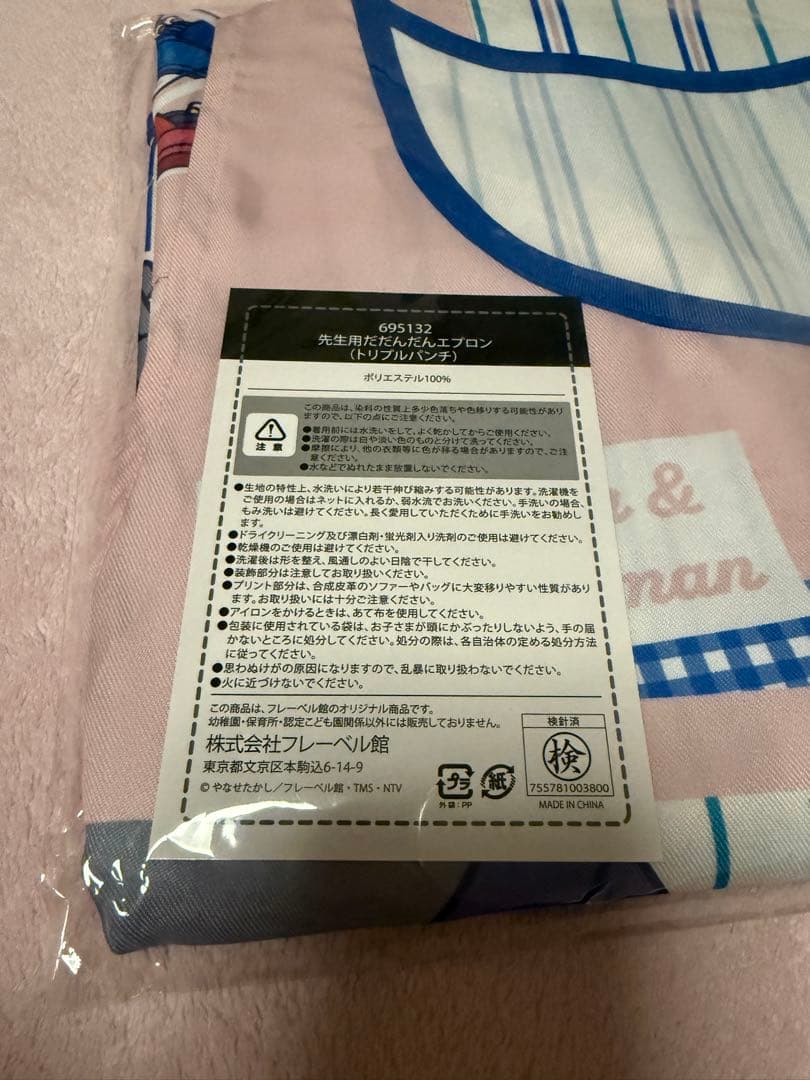 695132
先生用だだんだんエプロン
(トリプルパンチ)
ポリエステル100%
注意
この商品は、染料の性質上多少色落ちや色移りする可能性があり
ますので、以下の点にご注意ください。
●着用前には水洗いをして、よく乾かしてからご使用ください。
●洗濯の際は白や淡い色のものと分けて洗ってください。
●摩擦により、他の衣類等に色が移る場合がありますので、ご注
意ください。
●水などでぬれたまま放置しないでください。
●生地の特性上、水洗いにより若干伸び縮みする可能性があります。洗濯機を
ご使用の場合はネットに入れるか、弱水流でお洗いください。手洗いの場合、
もみ洗いは避けてください。長く愛用していただくために手洗いをお勧めし
ます。
●ドライクリーニング及び漂白剤・蛍光剤入り洗剤のご使用は避けてください。
●乾燥機のご使用は避けてください。
●洗濯後は形を整え、風通しのよい日陰で干してください。
●装飾部分は注意してお取り扱いください。
●プリント部分は、合成皮革のソファーやバッグに大変移りやすい性質があり
ます。お取り扱いには十分ご注意ください。
●アイロンをかけるときは、あて布を使用してください。
●包装に使用されている袋は、お子さまが頭にかぶったりしないよう、手の届
かないところに処分してください。処分の際は、各自治体の定める処分方法
に従ってください。
●思わぬけがの原因になりますので、乱暴に取り扱わないでください。
●火に近づけないでください。
この商品は、フレーベル館のオリジナル商品です。
幼稚園・保育所・認定こども園関係以外には販売しておりません。
株式会社フレーベル館
東京都文京区本駒込6-14-9
©やなせたかし/フレーベル館・TMS・NTV
プラ
外袋:PP
紙
検針済
検
755781003800
MADE IN CHINA
&